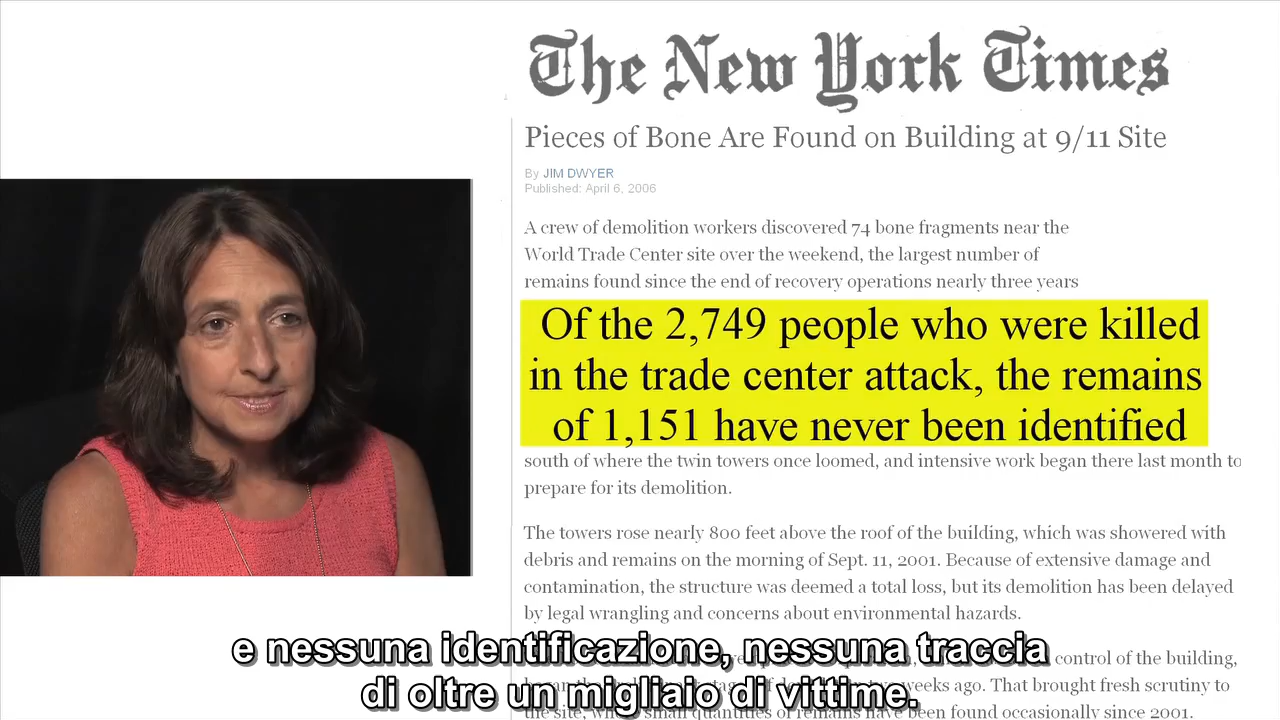 The New York Times
Pieces of Bone Are Found on Building at 9/11 Site
By JIM DWYER
Published: April 6, 2006
A crew of demolition workers discovered 74 bone fragments near the
World Trade Center site over the weekend, the largest number of
remains found since the end of recovery operations nearly three years
Of the 2,749 people who were killed
in the trade center attack, the remains
of 1,151 have never been identified
south of where the twin towers once loomed, and intensive work began there last month to
prepare for its demolition.
The towers rose nearly 800 feet above the roof of the building, which was showered with
debris and remains on the morning of Sept. 11, 2001. Because of extensive damage and
contamination, the structure was deemed a total loss, but its demolition has been delayed
by legal wrangling and concerns about environmental hazards.
control of the building,
weeks ago. That brought fresh scrutiny to
the site, small quantities of remains have been found occasionally since 2001.
e nessuna identificazione, nessuna traccia
di oltre un migliaio di vittime.